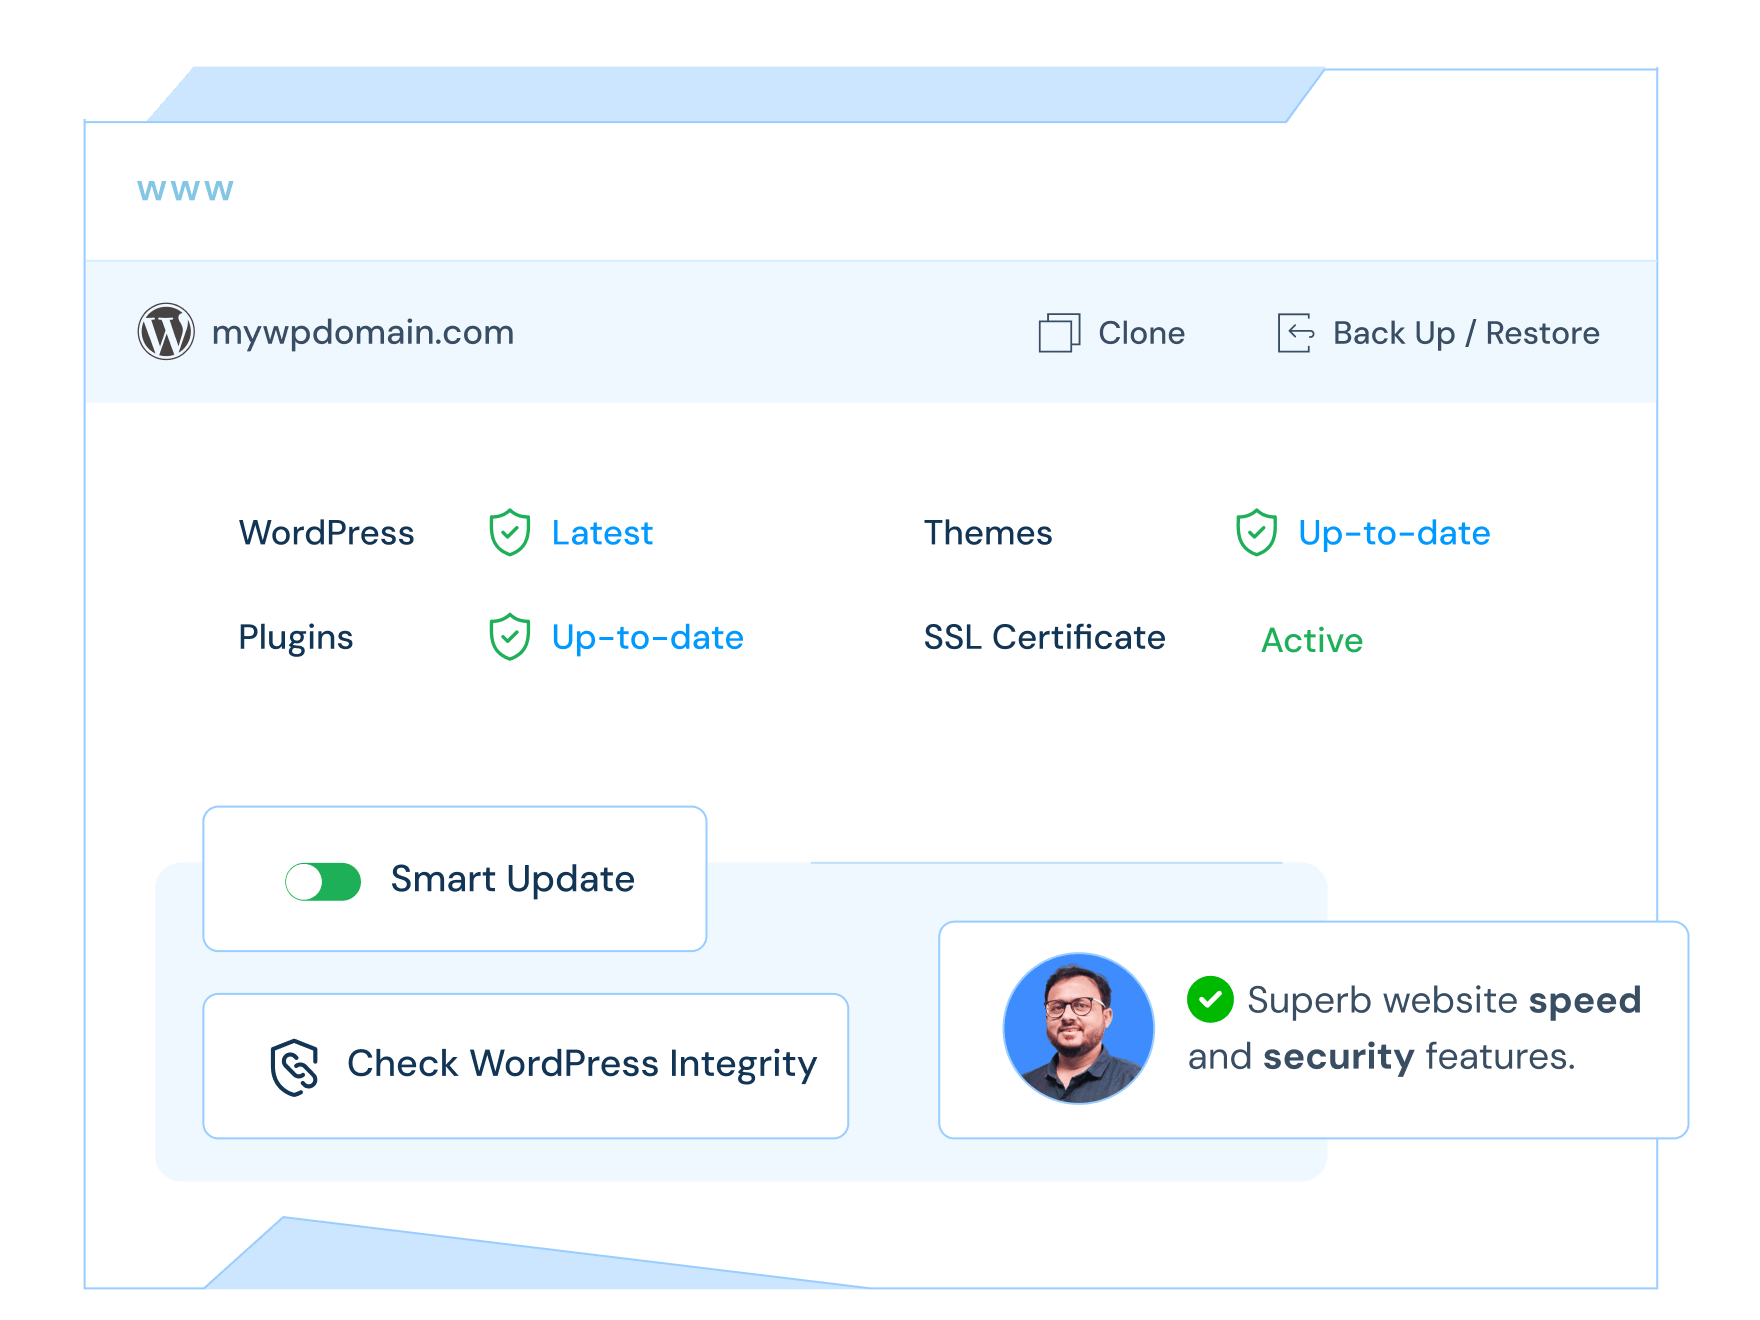 www
mywpdomain.com
Clone
Back Up / Restore
WordPress
Latest
Themes
Up-to-date
Plugins
Up-to-date
SSL Certificate
Active
Smart Update
Check WordPress Integrity
Superb website speed
and security features.